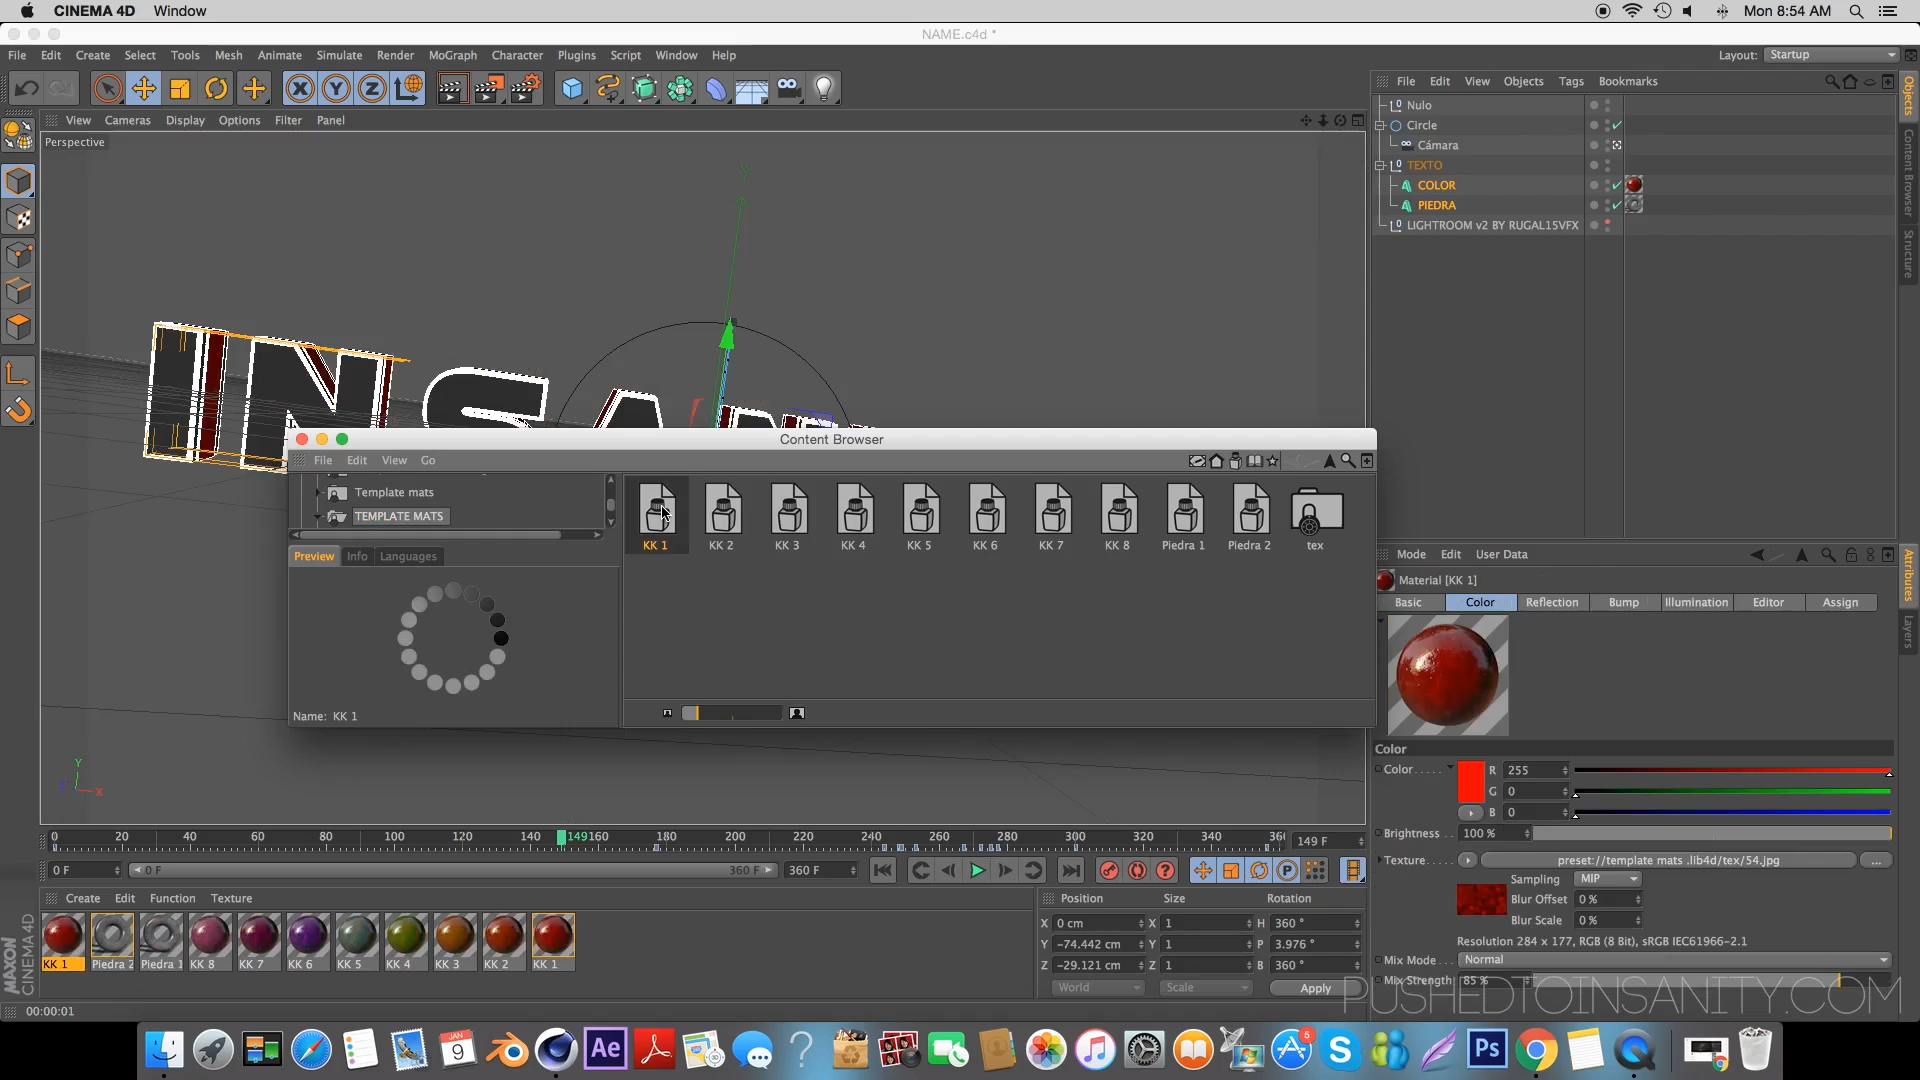 CINEMA 4D Window
Mon 8:54 AM
NAME.c4d *
File Edit Create Select Tools Mesh Animate Simulate Render MoGraph Character Plugins Script Window Help
Layout: Startup
View Cameras Display Options Filter Panel
Perspective
File Edit View Objects Tags Bookmarks
Nulo
Circle
Cámara
TEXTO
COLOR
PIEDRA
LIGHTROOM v2 BY RUGAL15VFX
Objects
Content Browser
Structure
Content Browser
File Edit View Go
Template mats
TEMPLATE MATS
Preview Info Languages
Name: KK 1
KK 1 KK 2 KK 3 KK 4 KK 5 KK 6 KK 7 KK 8 Piedra 1 Piedra 2 tex
Mode Edit User Data
Attributes
Layers
Material [KK 1]
Basic Color Reflection Bump Illumination Editor Assign
Color
Color..... R 255
G 0
B 0
Brightness 100 %
Texture..... preset://template mats .lib4d/tex/54.jpg ...
Sampling MIP
Blur Offset 0 %
Blur Scale 0 %
Resolution 284 x 177, RGB (8 Bit), sRGB IEC61966-2.1
Mix Mode Normal
Mix Strength 85 %
Y
X
0 20 40 60 80 100 120 140 149 160 180 200 220 240 260 280 300 320 340 149 F
0 F 0 F 360 F 360 F
Create Edit Function Texture
KK 1 Piedra 2 Piedra 1 KK 8 KK 7 KK 6 KK 5 KK 4 KK 3 KK 2 KK 1
Position Size Rotation
X 0 cm X 1 H 360 °
Y -74.442 cm Y 1 P 3.976 °
Z -29.121 cm Z 1 B 360 °
World Scale Apply
MAXON
CINEMA 4D
00:00:01
PUSHEDTOINSANITY.COM
JAN
9
Ae
5
S
Ps